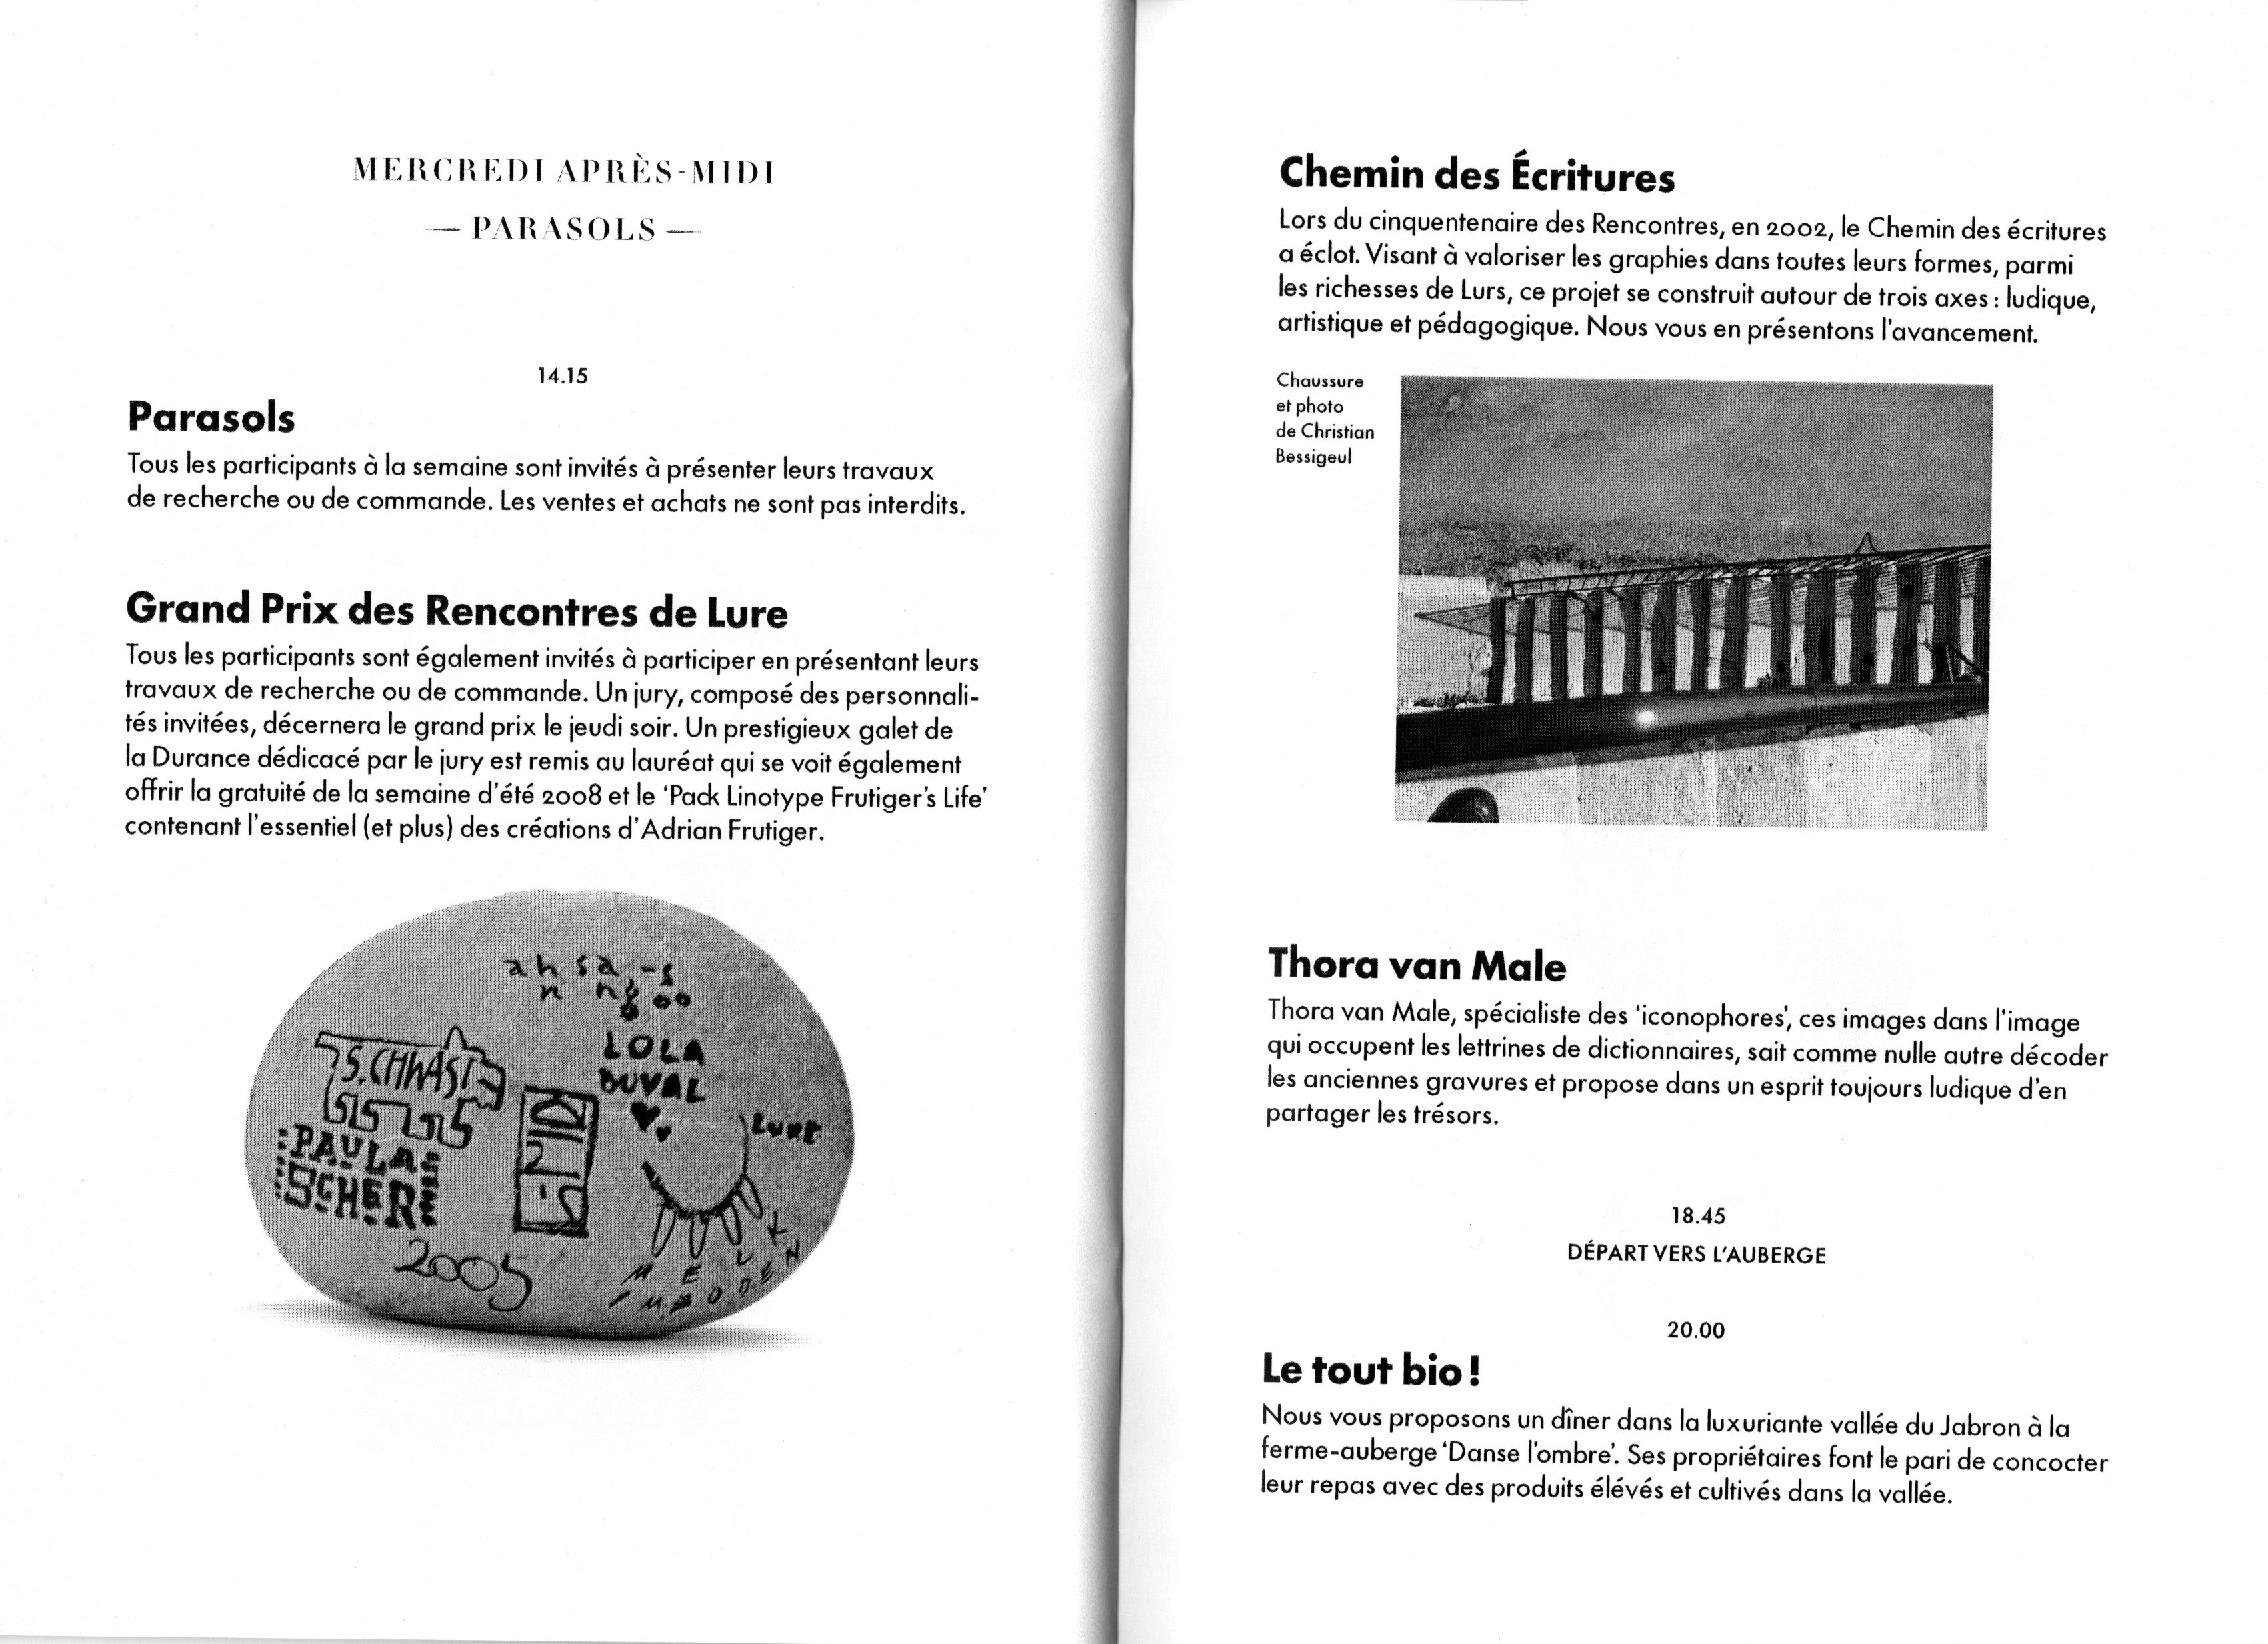 MERCREDI APRÈS-MIDI
— PARASOLS —
14.15
Parasols
Tous les participants à la semaine sont invités à présenter leurs travaux
de recherche ou de commande. Les ventes et achats ne sont pas interdits.
Grand Prix des Rencontres de Lure
Tous les participants sont également invités à participer en présentant leurs
travaux de recherche ou de commande. Un jury, composé des personnali-
tés invitées, décernera le grand prix le jeudi soir. Un prestigieux galet de
la Durance dédicacé par le jury est remis au lauréat qui se voit également
offrir la gratuité de la semaine d'été 2008 et le ‘Pack Linotype Frutiger's Life’
contenant l'essentiel (et plus) des créations d'Adrian Frutiger.
LOLA
DUVAL
LURE
S.CHWAST
PAULA
SCHER
2005
MELK
IMBODEN
Chemin des Écritures
Lors du cinquentenaire des Rencontres, en 2002, le Chemin des écritures
a éclot. Visant à valoriser les graphies dans toutes leurs formes, parmi
les richesses de Lurs, ce projet se construit autour de trois axes : ludique,
artistique et pédagogique. Nous vous en présentons l'avancement.
Chaussure
et photo
de Christian
Bessigeul
Thora van Male
Thora van Male, spécialiste des ‘iconophores’, ces images dans l'image
qui occupent les lettrines de dictionnaires, sait comme nulle autre décoder
les anciennes gravures et propose dans un esprit toujours ludique d'en
partager les trésors.
18.45
DÉPART VERS L'AUBERGE
20.00
Le tout bio !
Nous vous proposons un dîner dans la luxuriante vallée du Jabron à la
ferme-auberge ‘Danse l'ombre’. Ses propriétaires font le pari de concocter
leur repas avec des produits élévés et cultivés dans la vallée.